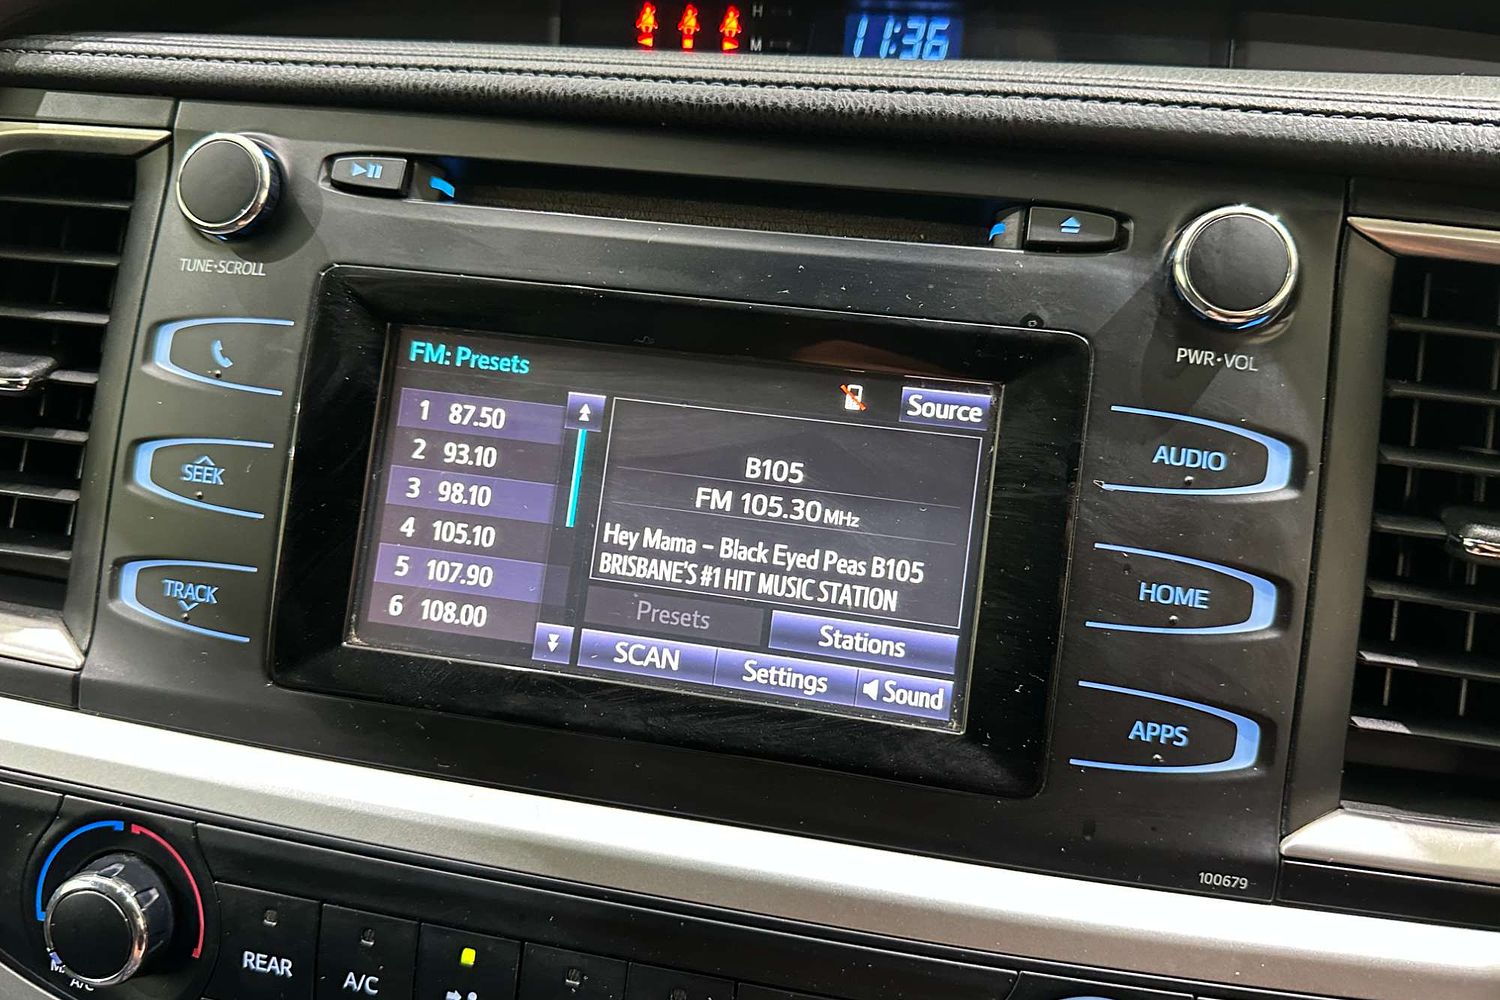 H
M
11:36
TUNE•SCROLL
PWR•VOL
SEEK
TRACK
FM: Presets
Source
1 87.50
2 93.10
3 98.10
4 105.10
5 107.90
6 108.00
B105
FM 105.30 MHz
Hey Mama – Black Eyed Peas B105
BRISBANE'S #1 HIT MUSIC STATION
Presets
Stations
SCAN
Settings
Sound
AUDIO
HOME
APPS
100679
REAR
A/C
A/C